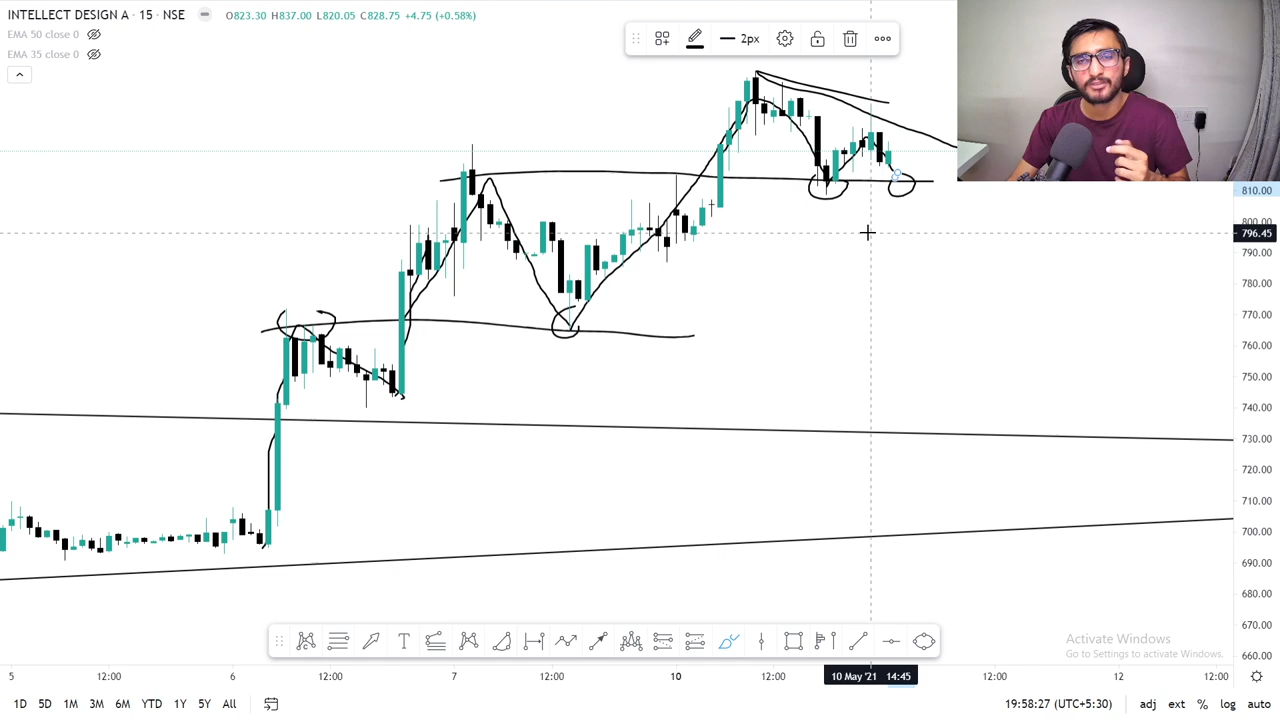 INTELLECT DESIGN A · 15 · NSE
O823.30 H837.00 L820.05 C828.75 +4.75 (+0.58%)
EMA 50 close 0
EMA 35 close 0
2px
810.00
800.00
796.45
790.00
780.00
770.00
760.00
750.00
740.00
730.00
720.00
710.00
700.00
690.00
680.00
670.00
660.00
T
Activate Windows
Go to Settings to activate Windows.
5 12:00 6 12:00 7 12:00 10 12:00 10 May '21 14:45 12:00 12 12:00
1D 5D 1M 3M 6M YTD 1Y 5Y All 19:58:27 (UTC+5:30) adj ext % log auto